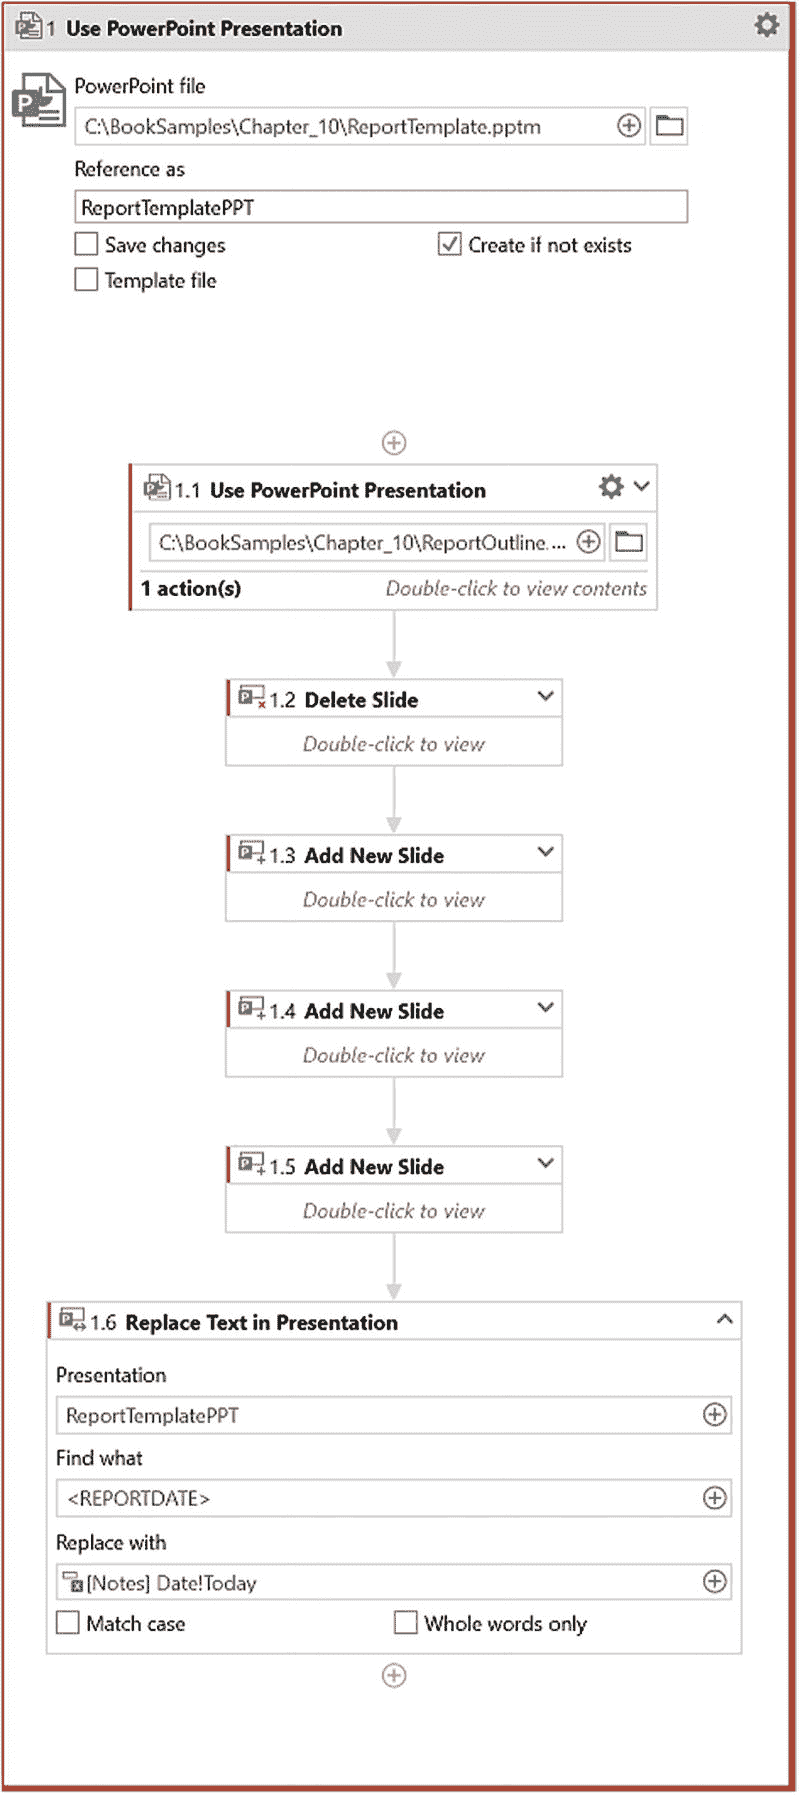 1 Use PowerPoint Presentation
PowerPoint file
C:\BookSamples\Chapter_10\ReportTemplate.pptm
Reference as
ReportTemplatePPT
Save changes Create if not exists
Template file
1.1 Use PowerPoint Presentation
C:\BookSamples\Chapter_10\ReportOutline. ...
1 action(s) Double-click to view contents
1.2 Delete Slide
Double-click to view
1.3 Add New Slide
Double-click to view
1.4 Add New Slide
Double-click to view
1.5 Add New Slide
Double-click to view
1.6 Replace Text in Presentation
Presentation
ReportTemplatePPT
Find what
<REPORTDATE>
Replace with
[Notes] Date!Today
Match case Whole words only